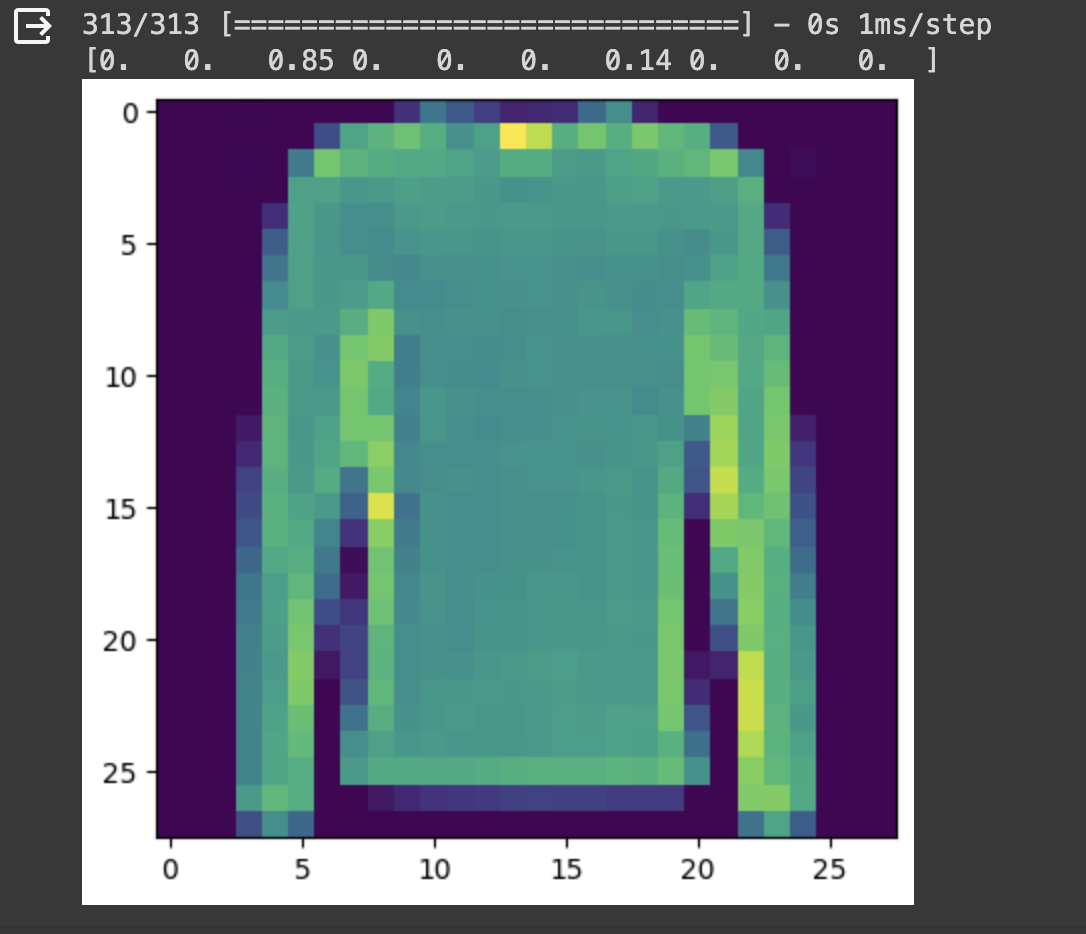 313/313 [==============================] - 0s 1ms/step
[0. 0. 0.85 0. 0. 0. 0.14 0. 0. 0. ]
0
5
10
15
20
25
0 5 10 15 20 25